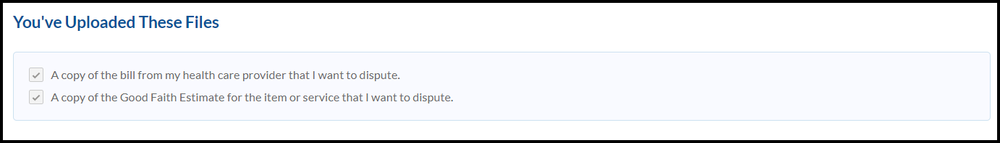 You've Uploaded These Files
A copy of the bill from my health care provider that I want to dispute.
A copy of the Good Faith Estimate for the item or service that I want to dispute.